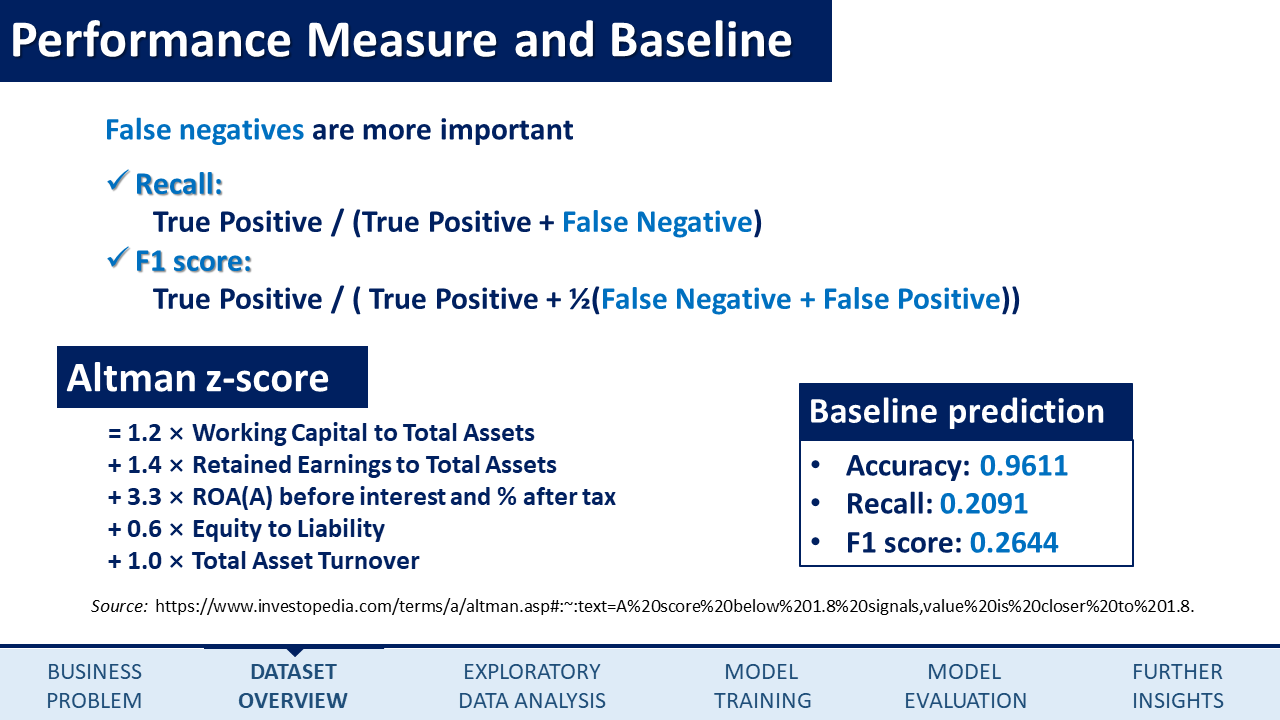 Performance Measure and Baseline
False negatives are more important
✓ Recall:
True Positive / (True Positive + False Negative)
✓ F1 score:
True Positive / ( True Positive + ½(False Negative + False Positive))
Altman z-score
= 1.2 × Working Capital to Total Assets
+ 1.4 × Retained Earnings to Total Assets
+ 3.3 × ROA(A) before interest and % after tax
+ 0.6 × Equity to Liability
+ 1.0 × Total Asset Turnover
Baseline prediction
• Accuracy: 0.9611
• Recall: 0.2091
• F1 score: 0.2644
Source: https://www.investopedia.com/terms/a/altman.asp#:~:text=A%20score%20below%201.8%20signals,value%20is%20closer%20to%201.8.
BUSINESS
PROBLEM
DATASET
OVERVIEW
EXPLORATORY
DATA ANALYSIS
MODEL
TRAINING
MODEL
EVALUATION
FURTHER
INSIGHTS